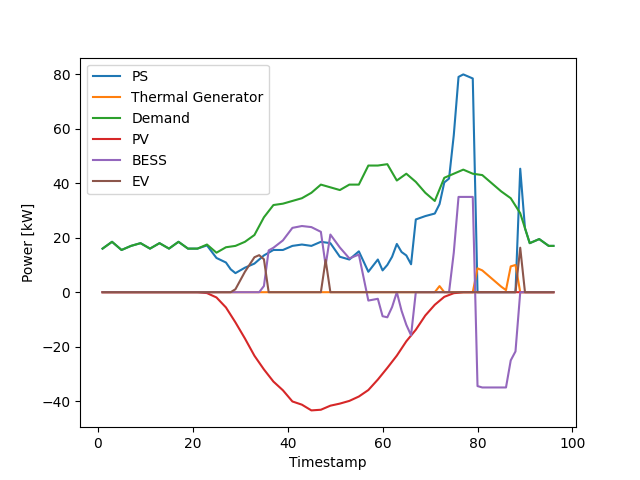 PS
Thermal Generator
Demand
PV
BESS
EV
Power [kW]
80
60
40
20
0
−20
−40
0 20 40 60 80 100
Timestamp